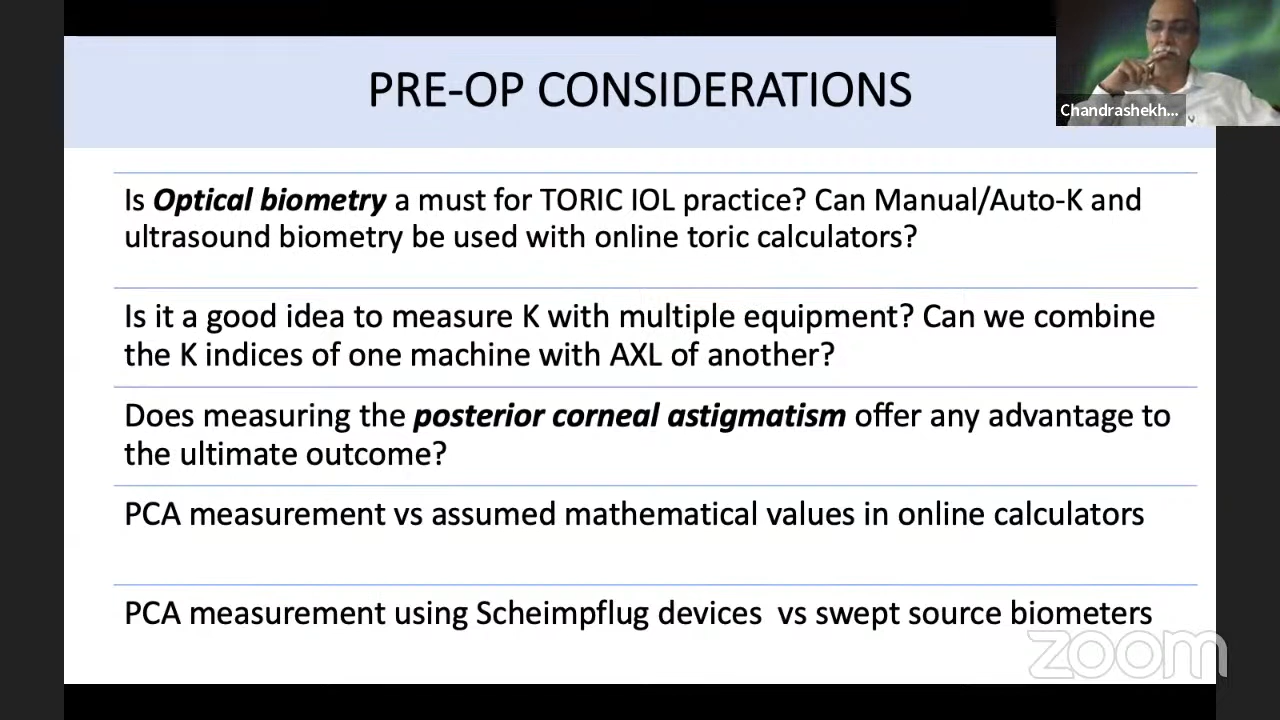 PRE-OP CONSIDERATIONS
Chandrashekh...
Is Optical biometry a must for TORIC IOL practice? Can Manual/Auto-K and
ultrasound biometry be used with online toric calculators?
Is it a good idea to measure K with multiple equipment? Can we combine
the K indices of one machine with AXL of another?
Does measuring the posterior corneal astigmatism offer any advantage to
the ultimate outcome?
PCA measurement vs assumed mathematical values in online calculators
PCA measurement using Scheimpflug devices vs swept source biometers
zoom